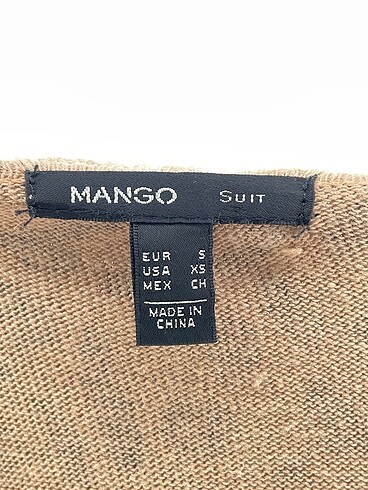 MANGO SUIT
EUR S
USA XS
MEX CH
MADE IN
CHINA